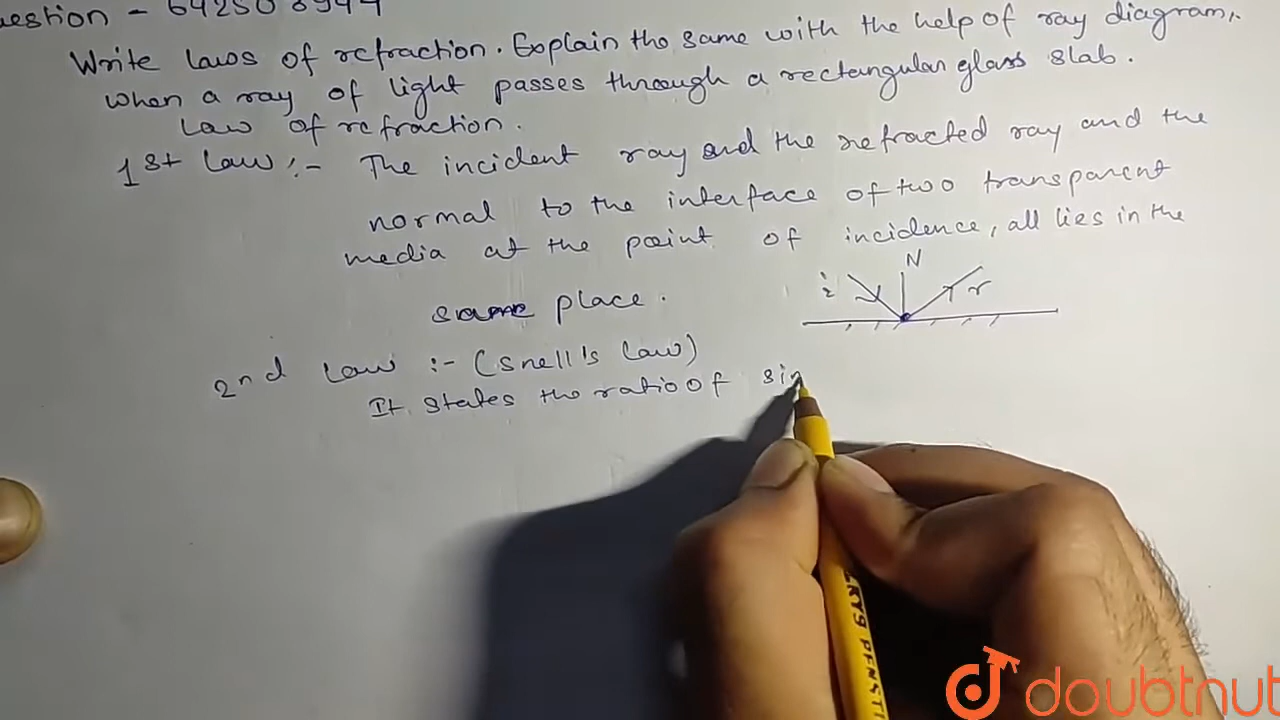 uestion - 642508944
Write laws of refraction. Explain the same with the help of ray diagram,
when a ray of light passes through a rectangular glass slab.
Law of refraction.
1st Law :- The incident ray and the refracted ray and the
normal to the interface of two transparent
media at the point of incidence, all lies in the
same place.
N
i r
2nd Law :- (Snell's Law)
It states the ratio of sin
doubtnut